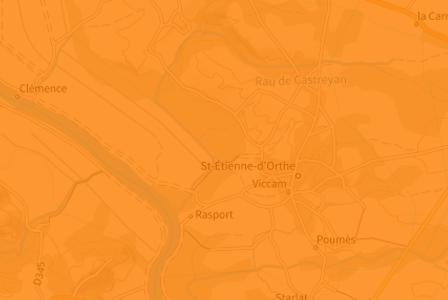 la Carr
Rau de Castreyan
Clémence
St-Étienne-d'Orthe
Viccam
Rasport
Poumès
D345
Starlat